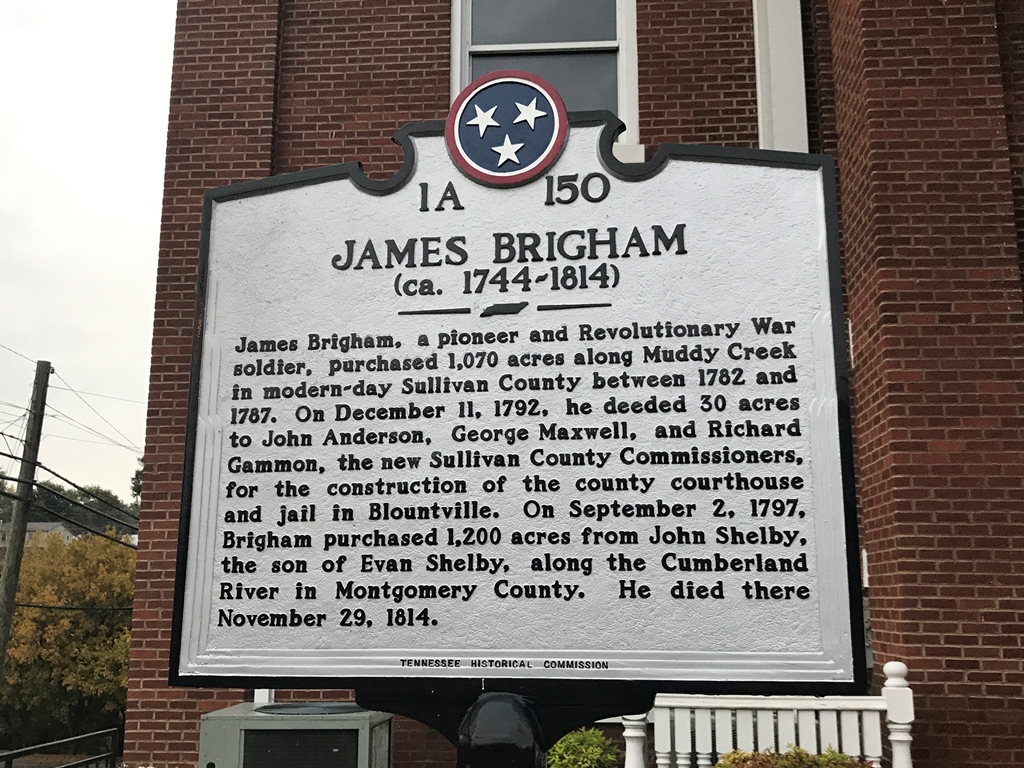 1A 150
JAMES BRIGHAM
(ca. 1744-1814)
James Brigham, a pioneer and Revolutionary War
soldier, purchased 1,070 acres along Muddy Creek
in modern-day Sullivan County between 1782 and
1787. On December 11, 1792, he deeded 30 acres
to John Anderson, George Maxwell, and Richard
Gammon, the new Sullivan County Commissioners,
for the construction of the county courthouse
and jail in Blountville. On September 2, 1797,
Brigham purchased 1,200 acres from John Shelby,
the son of Evan Shelby, along the Cumberland
River in Montgomery County. He died there
November 29, 1814.
TENNESSEE HISTORICAL COMMISSION